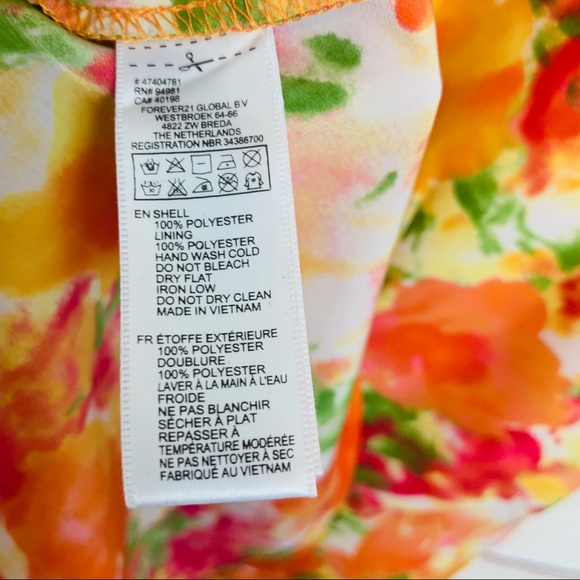 # 47404781
RN# 94981
CA# 40198
FOREVER21 GLOBAL B.V
WESTBROEK 64-66
4822 ZW BREDA
THE NETHERLANDS
REGISTRATION NBR 34386700
EN SHELL
100% POLYESTER
LINING
100% POLYESTER
HAND WASH COLD
DO NOT BLEACH
DRY FLAT
IRON LOW
DO NOT DRY CLEAN
MADE IN VIETNAM
FR ÉTOFFE EXTÉRIEURE
100% POLYESTER
DOUBLURE
100% POLYESTER
LAVER À LA MAIN À L'EAU
FROIDE
NE PAS BLANCHIR
SÉCHER À PLAT
REPASSER À
TEMPÉRATURE MODÉRÉE
NE PAS NETTOYER À SEC
FABRIQUÉ AU VIETNAM